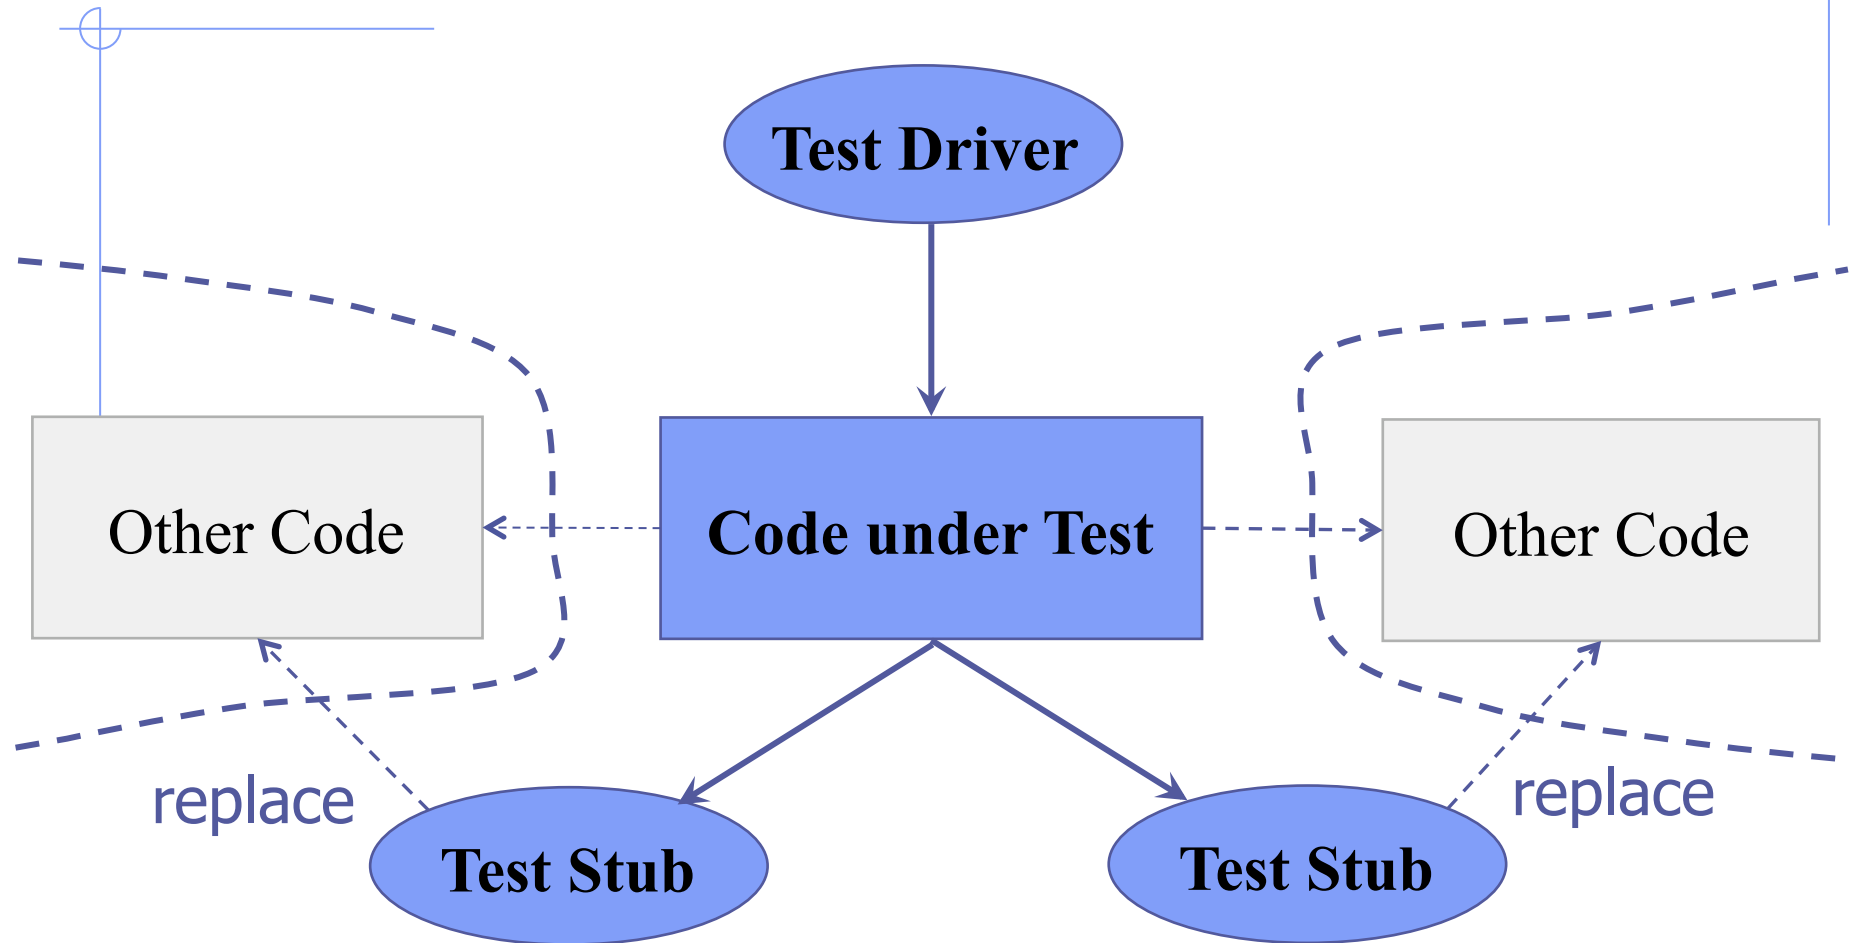 Test Driver
Other Code
Code under Test
Other Code
replace
replace
Test Stub
Test Stub